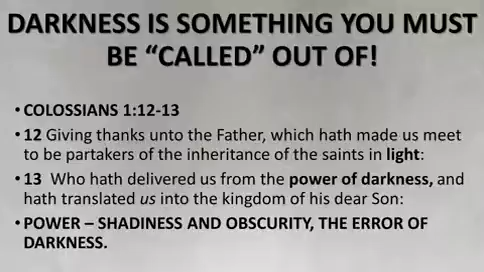 DARKNESS IS SOMETHING YOU MUST
BE “CALLED” OUT OF!
• COLOSSIANS 1:12-13
• 12 Giving thanks unto the Father, which hath made us meet
to be partakers of the inheritance of the saints in light:
• 13 Who hath delivered us from the power of darkness, and
hath translated us into the kingdom of his dear Son:
• POWER – SHADINESS AND OBSCURITY, THE ERROR OF
DARKNESS.